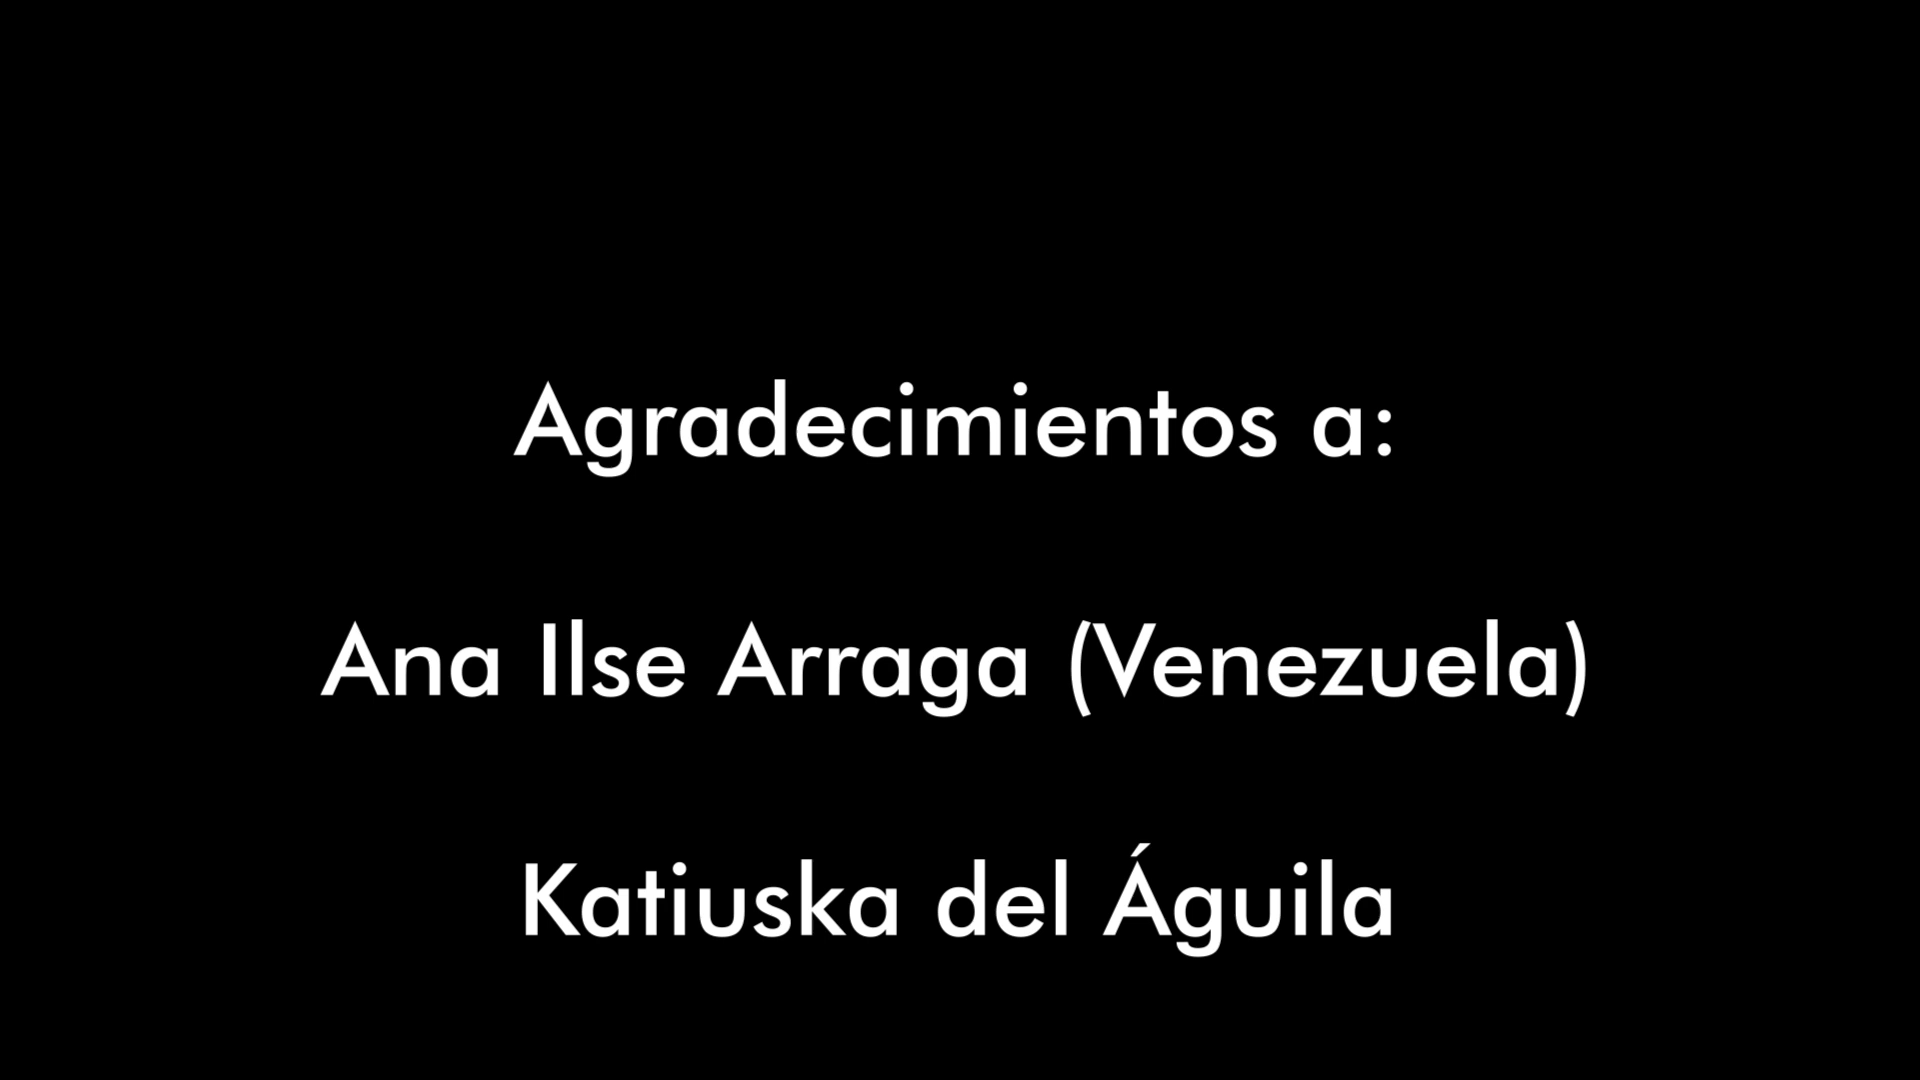 Agradecimientos a:
Ana Ilse Arraga (Venezuela)
Katiuska del Águila